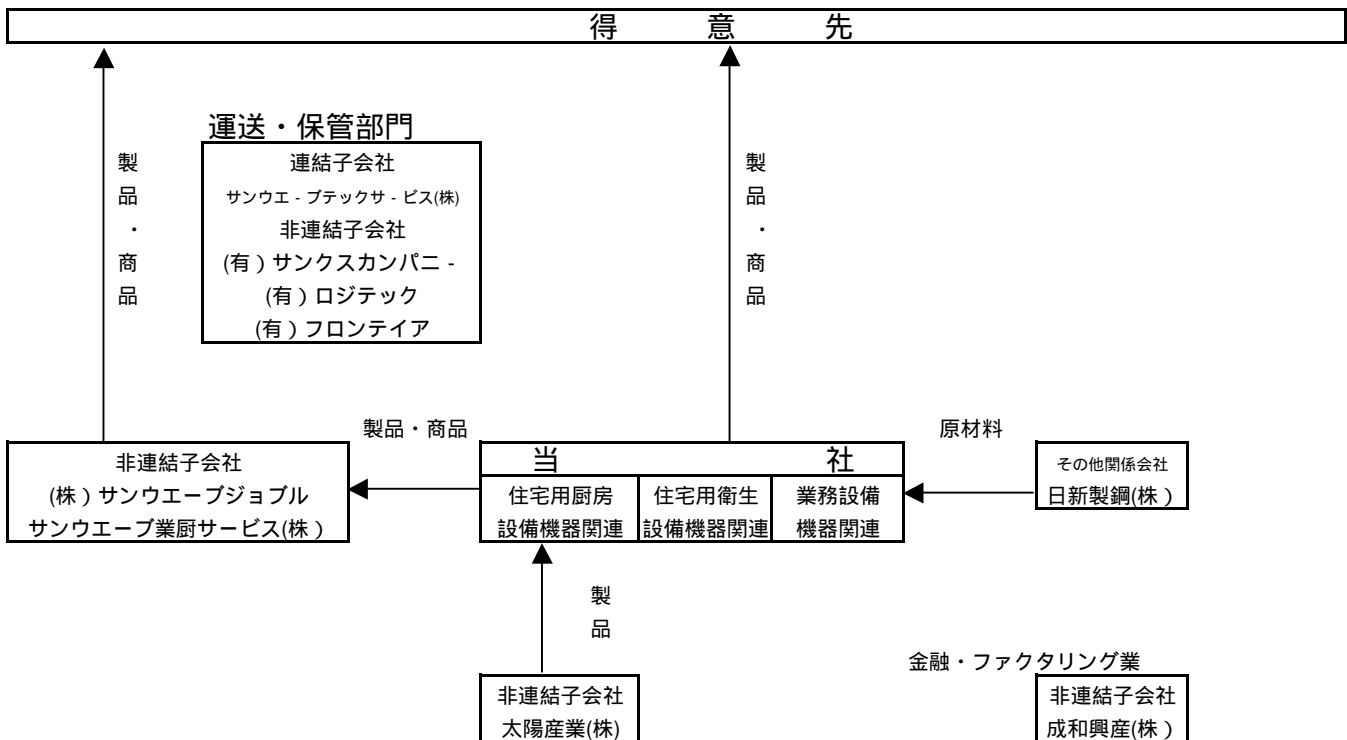 得意先
運送・保管部門
連結子会社
サンウエ - ブテックサ - ビス(株)
非連結子会社
(有）サンクスカンパニ -
(有）ロジテック
(有）フロンテイア
製品・商品
製品・商品
製品・商品
原材料
非連結子会社
(株）サンウエーブジョブル
サンウエーブ業厨サービス(株）
当社
住宅用厨房
設備機器関連
住宅用衛生
設備機器関連
業務設備
機器関連
その他関係会社
日新製鋼(株）
製品
金融・ファクタリング業
非連結子会社
太陽産業(株)
非連結子会社
成和興産(株）